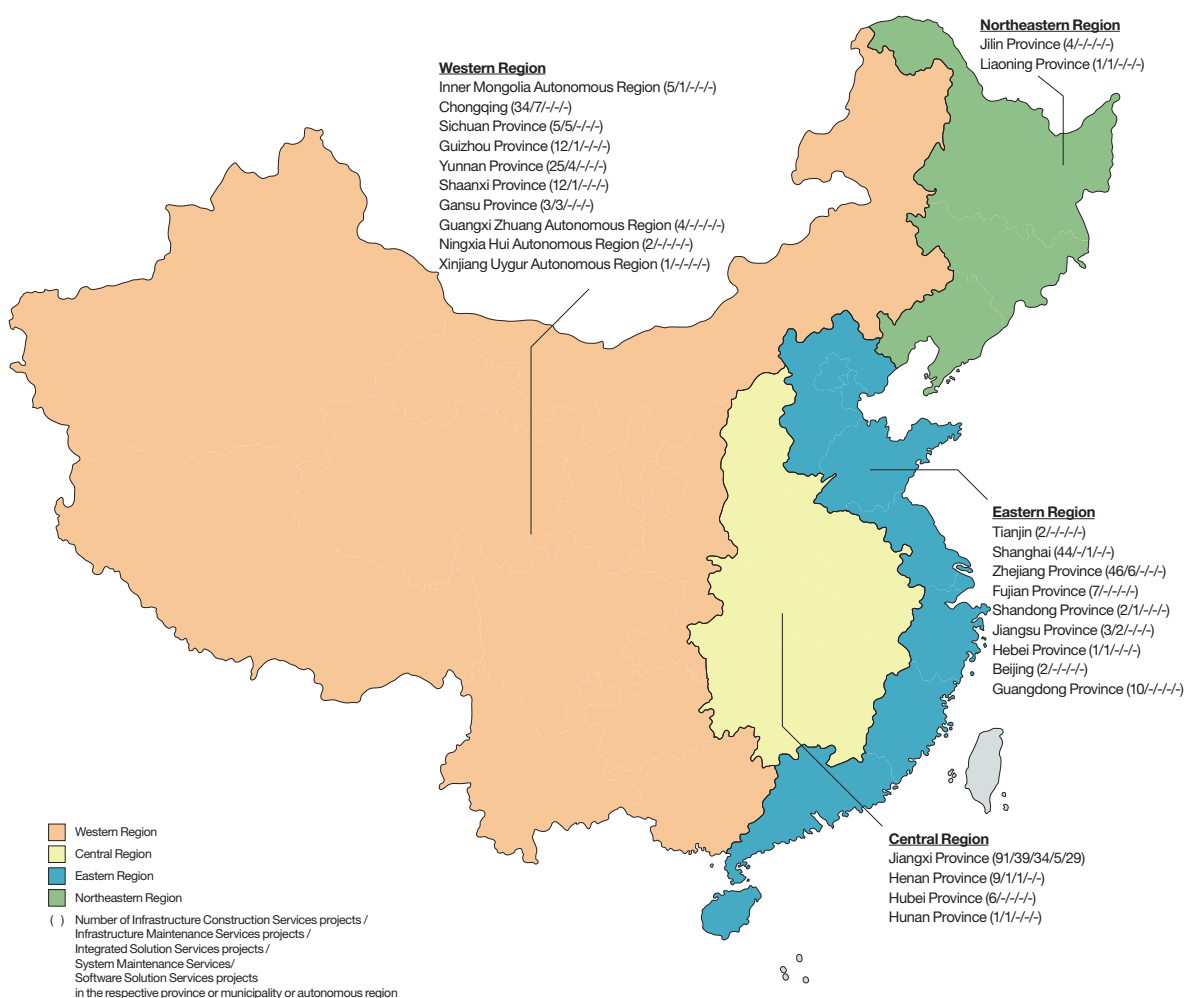 Northeastern Region
Jilin Province (4/-/-/-/-)
Liaoning Province (1/1/-/-/-)
Western Region
Inner Mongolia Autonomous Region (5/1/-/-/-)
Chongqing (34/7/-/-/-)
Sichuan Province (5/5/-/-/-)
Guizhou Province (12/1/-/-/-)
Yunnan Province (25/4/-/-/-)
Shaanxi Province (12/1/-/-/-)
Gansu Province (3/3/-/-/-)
Guangxi Zhuang Autonomous Region (4/-/-/-/-)
Ningxia Hui Autonomous Region (2/-/-/-/-)
Xinjiang Uygur Autonomous Region (1/-/-/-/-)
Eastern Region
Tianjin (2/-/-/-/-)
Shanghai (44/-/1/-/-)
Zhejiang Province (46/6/-/-/-)
Fujian Province (7/-/-/-/-)
Shandong Province (2/1/-/-/-)
Jiangsu Province (3/2/-/-/-)
Hebei Province (1/1/-/-/-)
Beijing (2/-/-/-/-)
Guangdong Province (10/-/-/-/-)
Central Region
Jiangxi Province (91/39/34/5/29)
Henan Province (9/1/1/-/-)
Hubei Province (6/-/-/-/-)
Hunan Province (1/1/-/-/-)
Western Region
Central Region
Eastern Region
Northeastern Region
( ) Number of Infrastructure Construction Services projects /
Infrastructure Maintenance Services projects /
Integrated Solution Services projects /
System Maintenance Services/
Software Solution Services projects
in the respective province or municipality or autonomous region